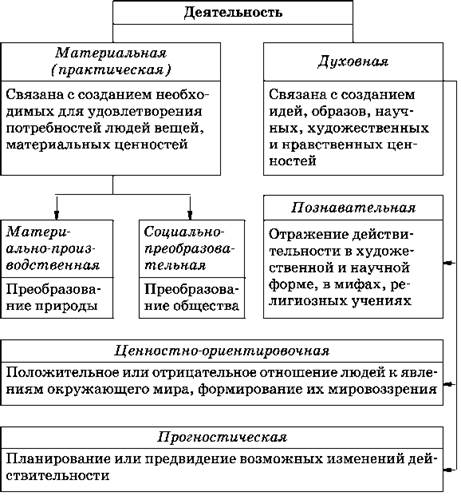 Деятельность
Материальная
(практическая)
Связана с созданием необхо-
димых для удовлетворения
потребностей людей вещей,
материальных ценностей
Духовная
Связана с созданием
идей, образов, науч-
ных, художественных
и нравственных цен-
ностей
Матери-
ально-произ-
водственная
Преобразова-
ние природы
Социально-
преобразова-
тельная
Преобразова-
ние общества
Познавательная
Отражение действи-
тельности в художе-
ственной и научной
форме, в мифах, ре-
лигиозных учениях
Ценностно-ориентировочная
Положительное или отрицательное отношение людей к явле-
ниям окружающего мира, формирование их мировоззрения
Прогностическая
Планирование или предвидение возможных изменений дей-
ствительности